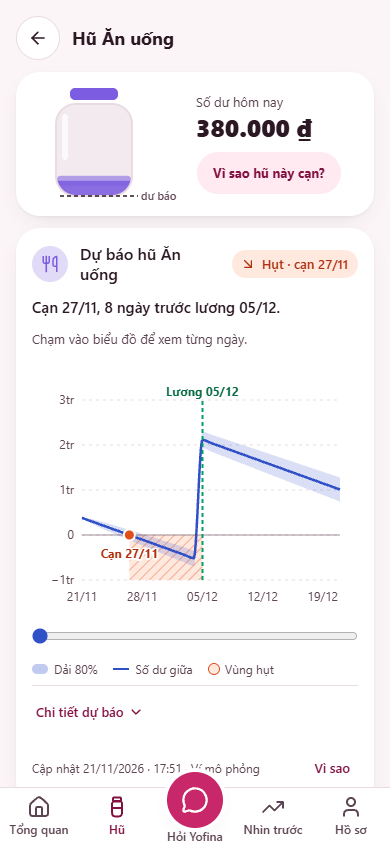 Hũ Ăn uống
Số dư hôm nay
380.000 ₫
Vì sao hũ này cạn?
dự báo
Dự báo hũ Ăn
uống
Hụt · cạn 27/11
Cạn 27/11, 8 ngày trước lương 05/12.
Chạm vào biểu đồ để xem từng ngày.
Lương 05/12
3tr
2tr
1tr
0
Cạn 27/11
−1tr
21/11 28/11 05/12 12/12 19/12
Dải 80% Số dư giữa Vùng hụt
Chi tiết dự báo
Cập nhật 21/11/2026 · 17:51 mô phỏng
Vì sao
Tổng quan Hũ Hỏi Yofina Nhìn trước Hồ sơ